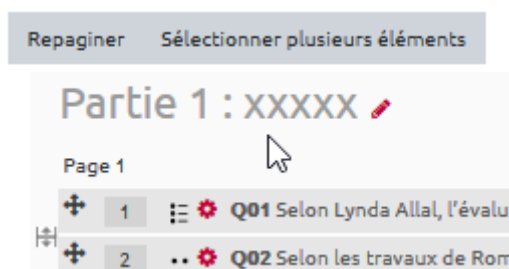 Repaginer Sélectionner plusieurs éléments
Partie 1 : xxxxx
Page 1
1 Q01 Selon Lynda Allal, l'évalu
2 Q02 Selon les travaux de Rom